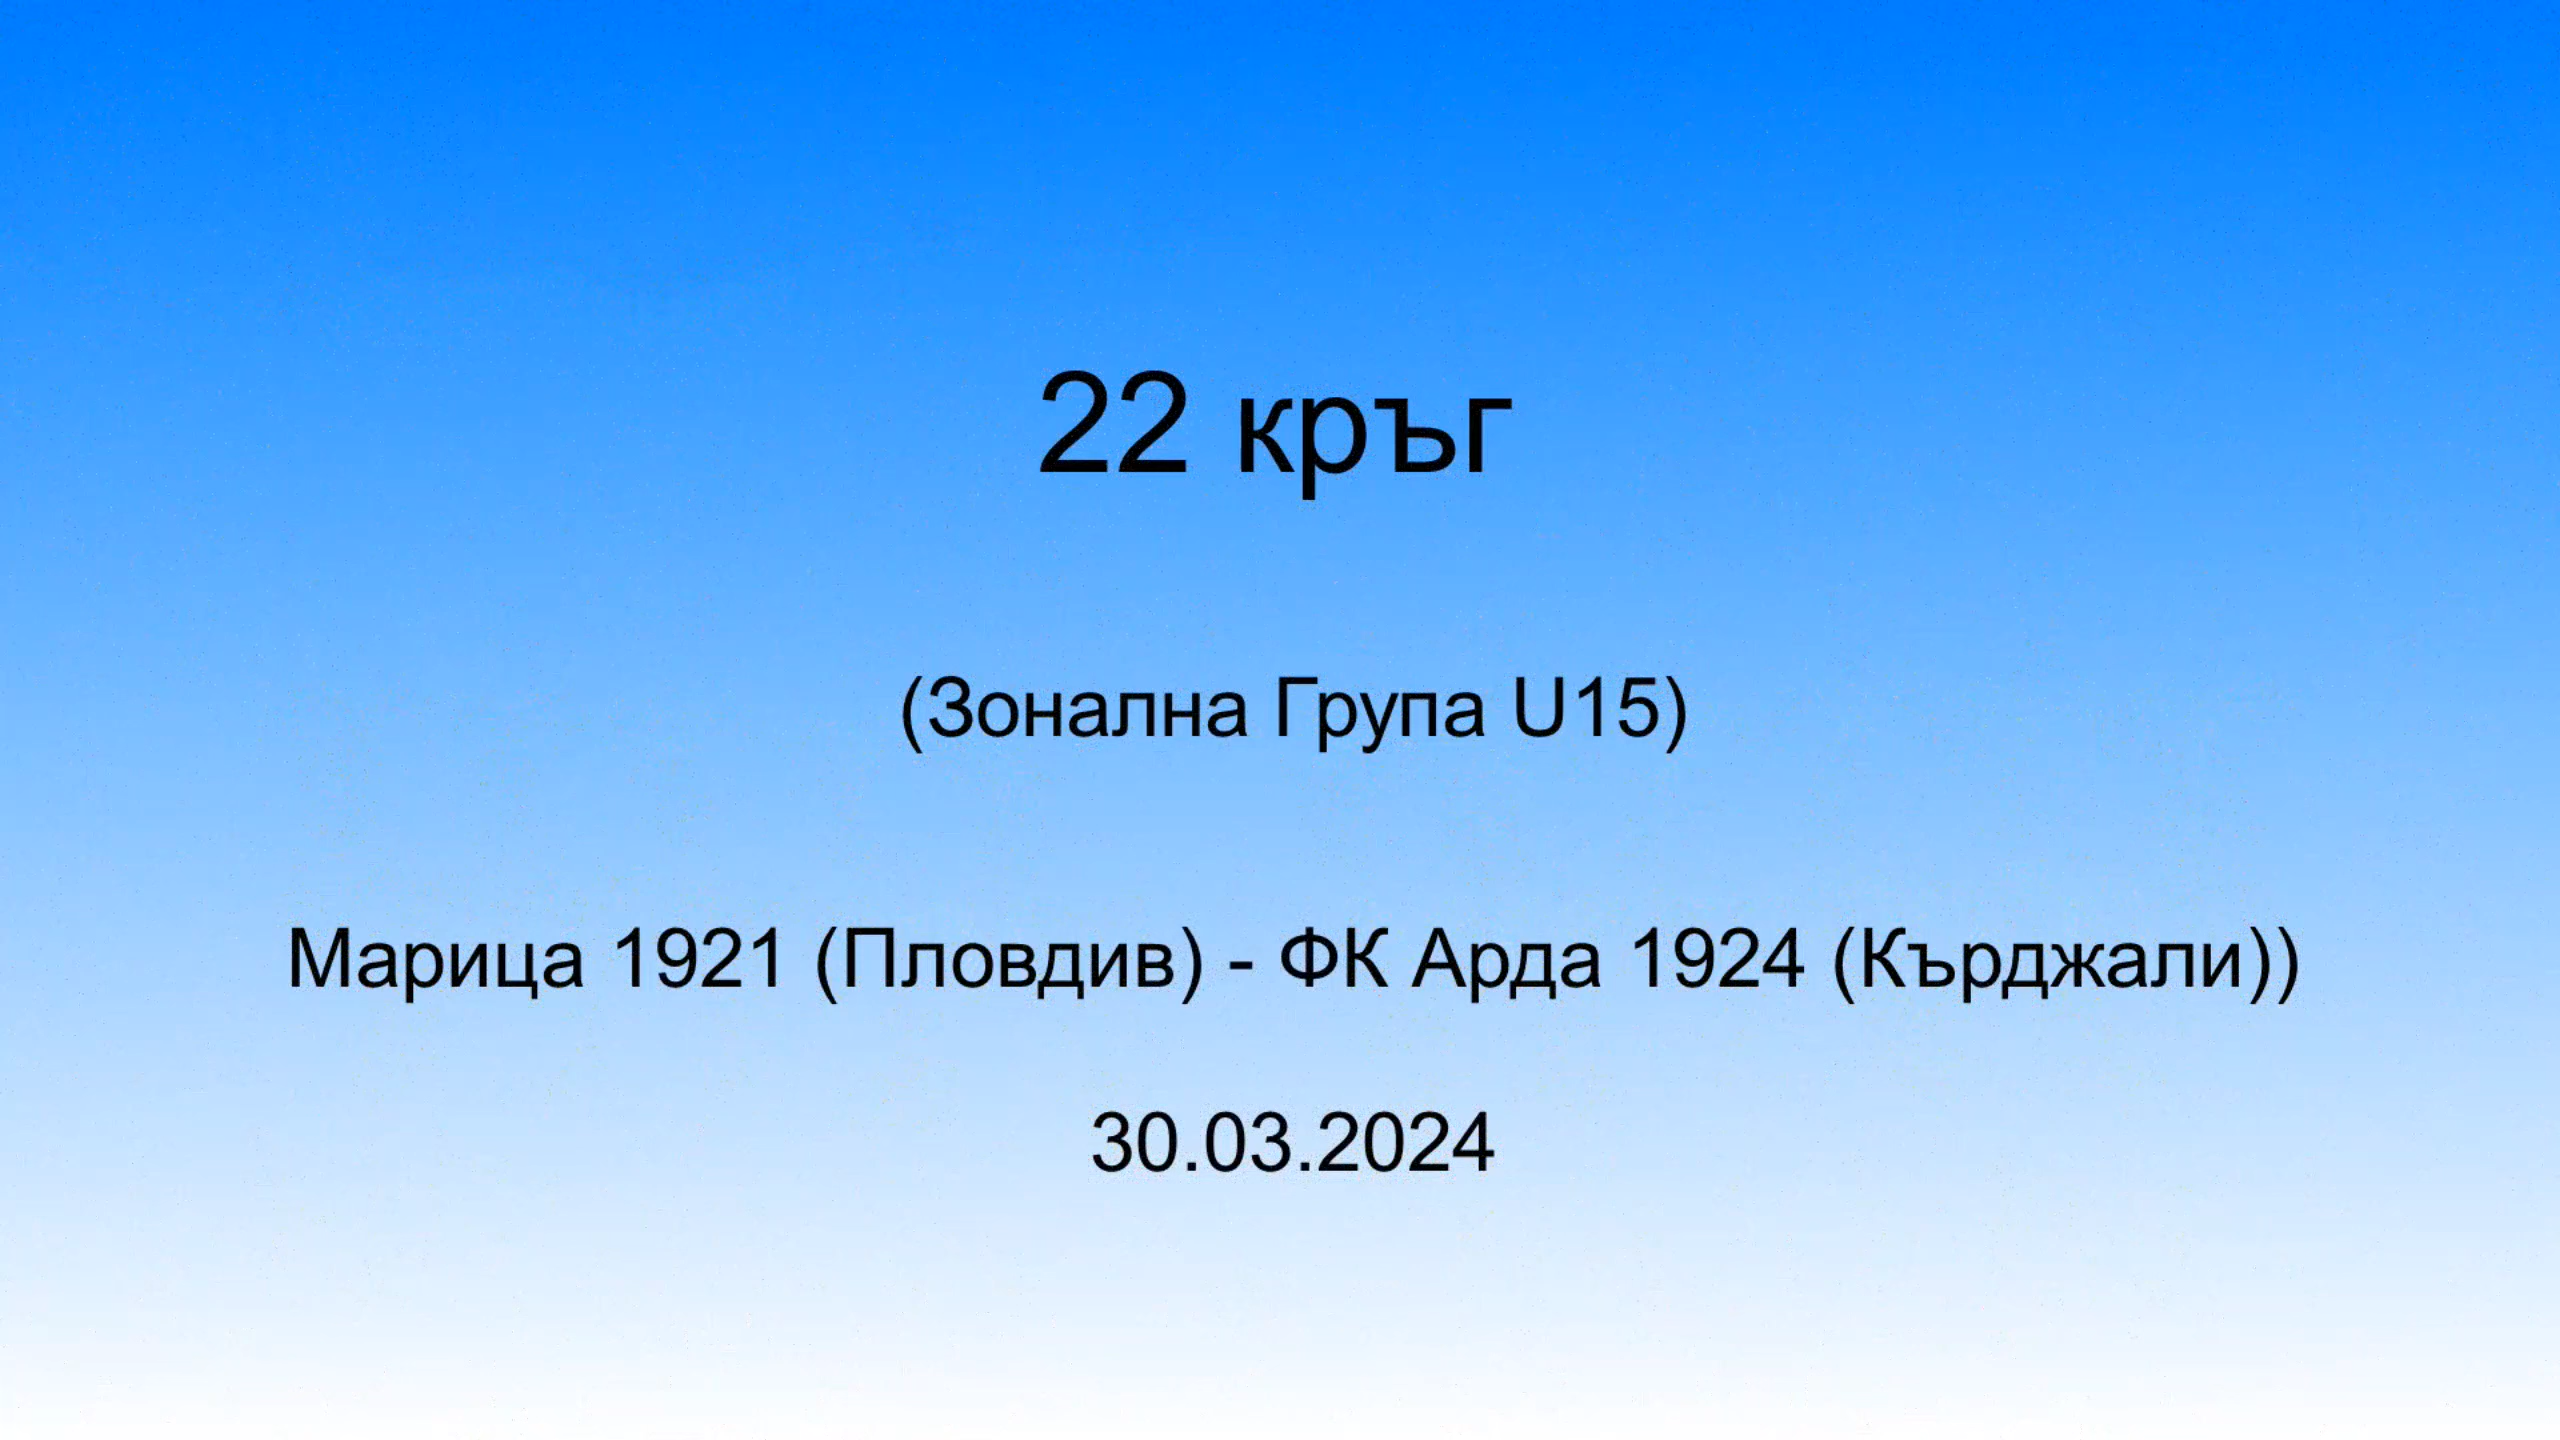 22 кръг
(Зонална Група U15)
Марица 1921 (Пловдив) - ФК Арда 1924 (Кърджали))
30.03.2024